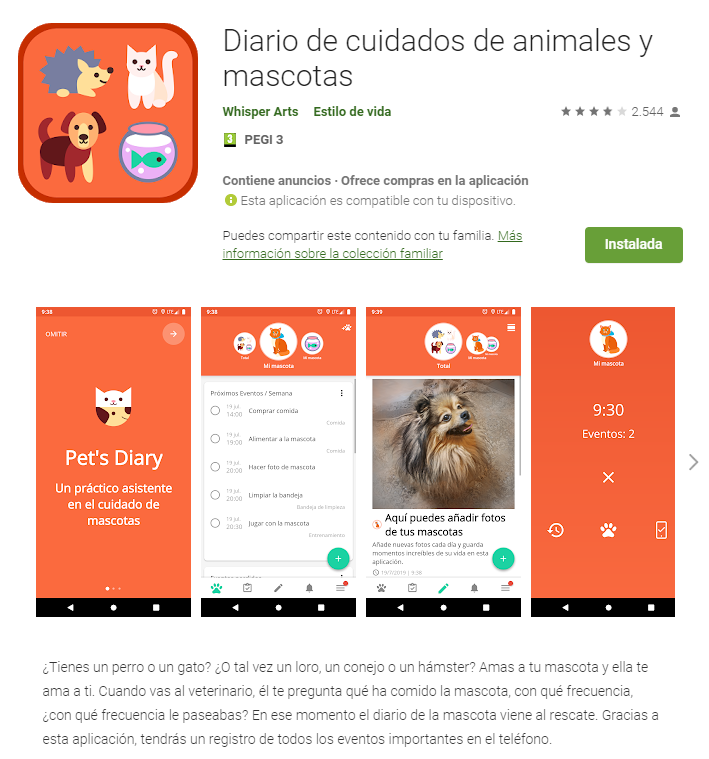 Diario de cuidados de animales y
mascotas
Whisper Arts Estilo de vida 2.544
3 PEGI 3
Contiene anuncios · Ofrece compras en la aplicación
Esta aplicación es compatible con tu dispositivo.
Puedes compartir este contenido con tu familia. Más
información sobre la colección familiar
Instalada
9:38 LTE
OMITIR
Pet's Diary
Un práctico asistente
en el cuidado de
mascotas
9:38 LTE
Total Mi mascota Mi mascota
Próximos Eventos / Semana
19 jul.
14:00 Comprar comida
Comida
19 jul.
19:00 Alimentar a la mascota
Comida
19 jul.
20:00 Hacer foto de mascota
19 jul.
20:00 Limpiar la bandeja
Bandeja de limpieza
19 jul.
20:30 Jugar con la mascota
Entrenamiento
+
9:39 LTE
Total Mi mascota
Aquí puedes añadir fotos
de tus mascotas
Añade nuevas fotos cada día y guarda
momentos increíbles de su vida en esta
aplicación.
19/7/2019 | 9:38
+
Mi mascota
9:30
Eventos: 2
¿Tienes un perro o un gato? ¿O tal vez un loro, un conejo o un hámster? Amas a tu mascota y ella te
ama a ti. Cuando vas al veterinario, él te pregunta qué ha comido la mascota, con qué frecuencia,
¿con qué frecuencia le paseabas? En ese momento el diario de la mascota viene al rescate. Gracias a
esta aplicación, tendrás un registro de todos los eventos importantes en el teléfono.